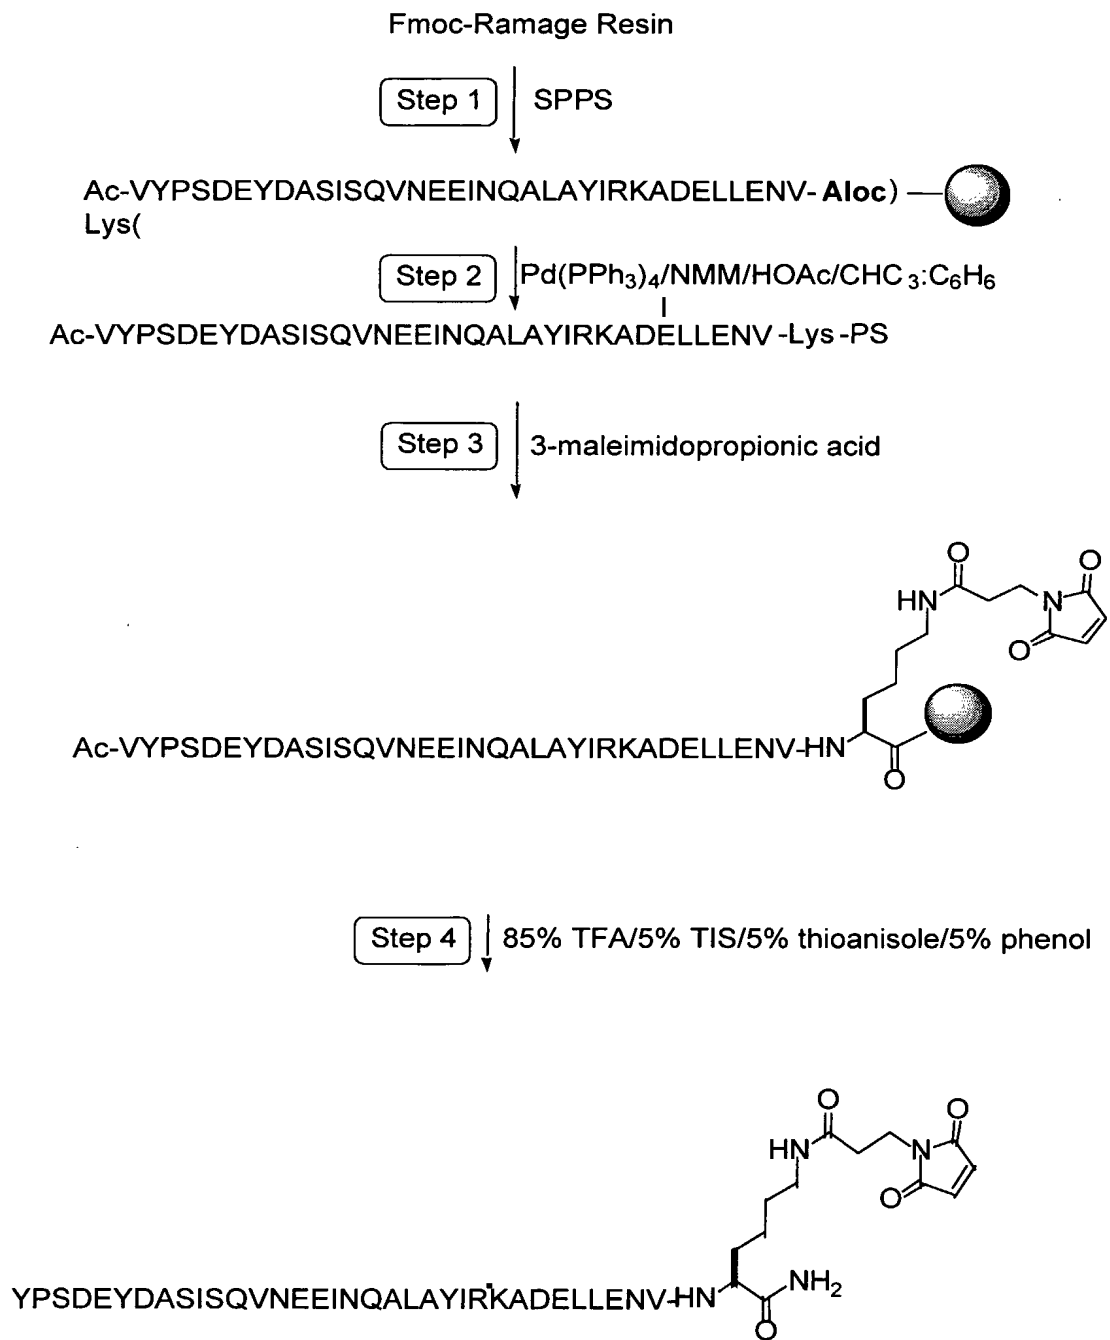 Fmoc-Ramage Resin
Step 1 SPPS
Ac-VYPSDEYDASISQVNEEINQALAYIRKADELLENV- Aloc)
Lys(
Step 2 Pd(PPh3)4/NMM/HOAc/CHC 3:C6H6
l
Ac-VYPSDEYDASISQVNEEINQALAYIRKADELLENV -Lys -PS
Step 3 3-maleimidopropionic acid
O
O
HN
N
O
Ac-VYPSDEYDASISQVNEEINQALAYIRKADELLENV-HN
O
Step 4 85% TFA/5% TIS/5% thioanisole/5% phenol
O
O
HN
N
O
YPSDEYDASISQVNEEINQALAYIRKADELLENV-HN NH2
O